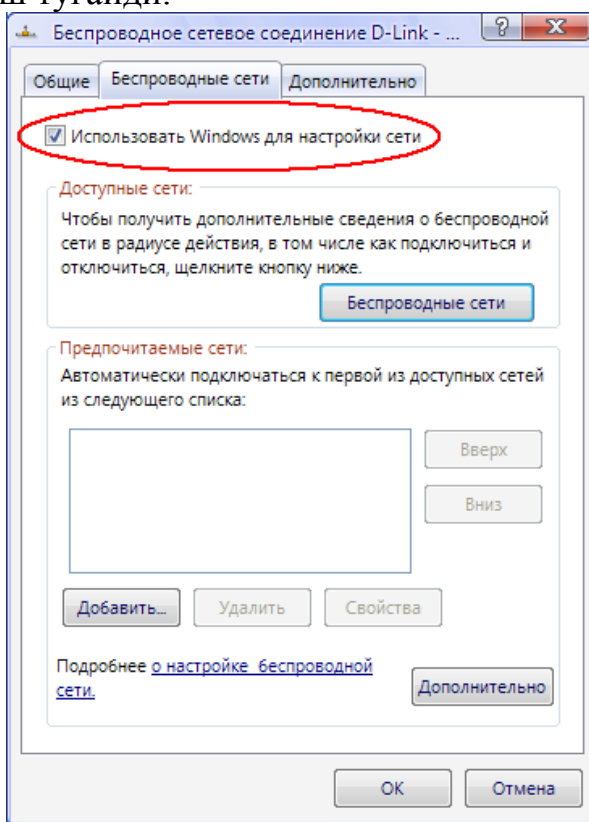 тугайди.
Беспроводное сетевое соединение D-Link - ...
Общие Беспроводные сети Дополнительно
Использовать Windows для настройки сети
Доступные сети:
Чтобы получить дополнительные сведения о беспроводной
сети в радиусе действия, в том числе как подключиться и
отключиться, щелкните кнопку ниже.
Беспроводные сети
Предпочитаемые сети:
Автоматически подключаться к первой из доступных сетей
из следующего списка:
Вверх
Вниз
Добавить... Удалить Свойства
Подробнее о настройке беспроводной
сети.
Дополнительно
ОК Отмена